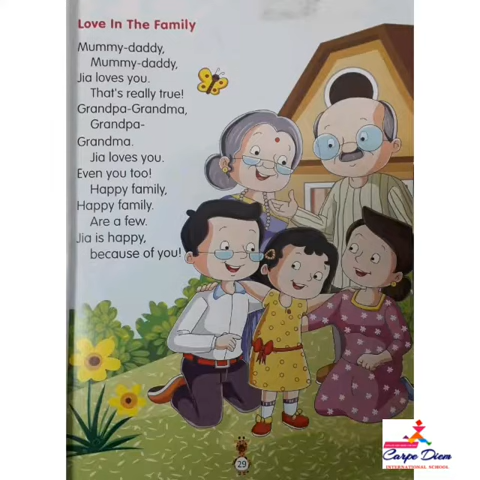 Love In The Family
Mummy-daddy,
Mummy-daddy,
Jia loves you.
That's really true!
Grandpa-Grandma,
Grandpa-
Grandma.
Jia loves you.
Even you too!
Happy family,
Happy family.
Are a few.
Jia is happy,
because of you!
29
Carpe Diem
INTERNATIONAL SCHOOL